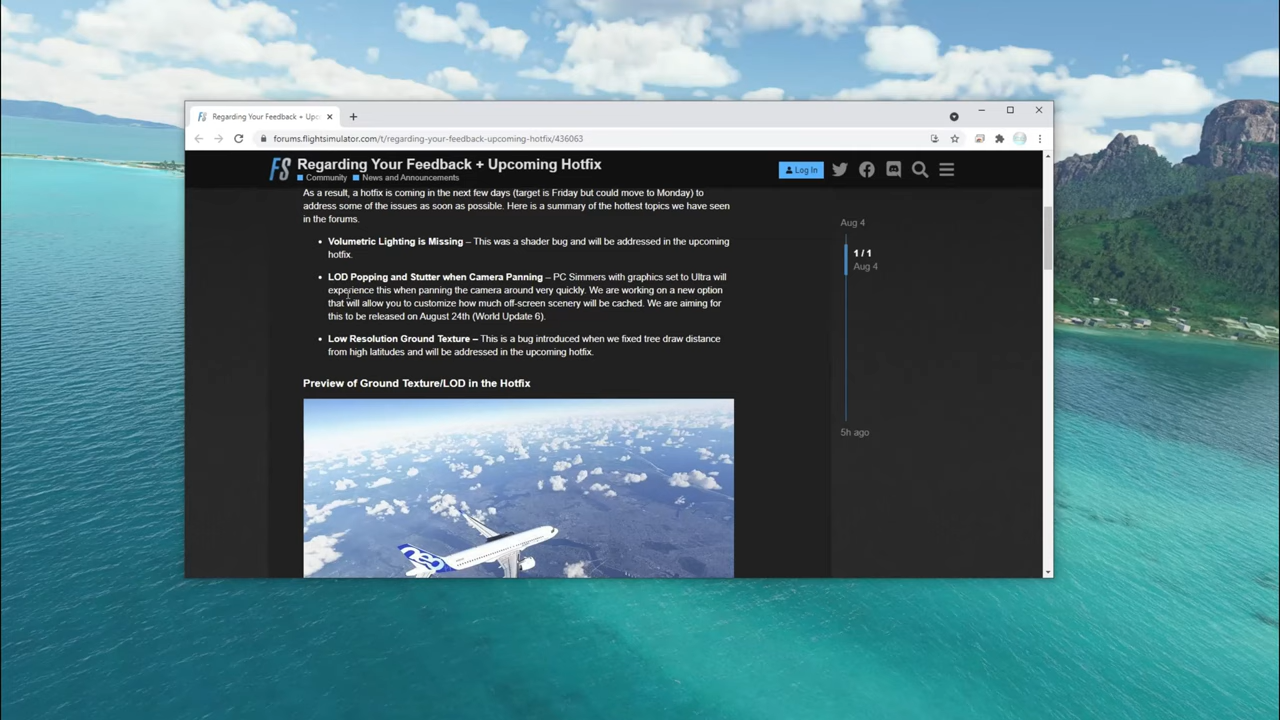 Regarding Your Feedback + Upc
forums.flightsimulator.com/t/regarding-your-feedback-upcoming-hotfix/436063
FS Regarding Your Feedback + Upcoming Hotfix
Community News and Announcements
Log In
As a result, a hotfix is coming in the next few days (target is Friday but could move to Monday) to
address some of the issues as soon as possible. Here is a summary of the hottest topics we have seen
in the forums.
• Volumetric Lighting is Missing – This was a shader bug and will be addressed in the upcoming
hotfix.
• LOD Popping and Stutter when Camera Panning – PC Simmers with graphics set to Ultra will
experience this when panning the camera around very quickly. We are working on a new option
that will allow you to customize how much off-screen scenery will be cached. We are aiming for
this to be released on August 24th (World Update 6).
• Low Resolution Ground Texture – This is a bug introduced when we fixed tree draw distance
from high latitudes and will be addressed in the upcoming hotfix.
Preview of Ground Texture/LOD in the Hotfix
neo
Aug 4
1 / 1
Aug 4
5h ago